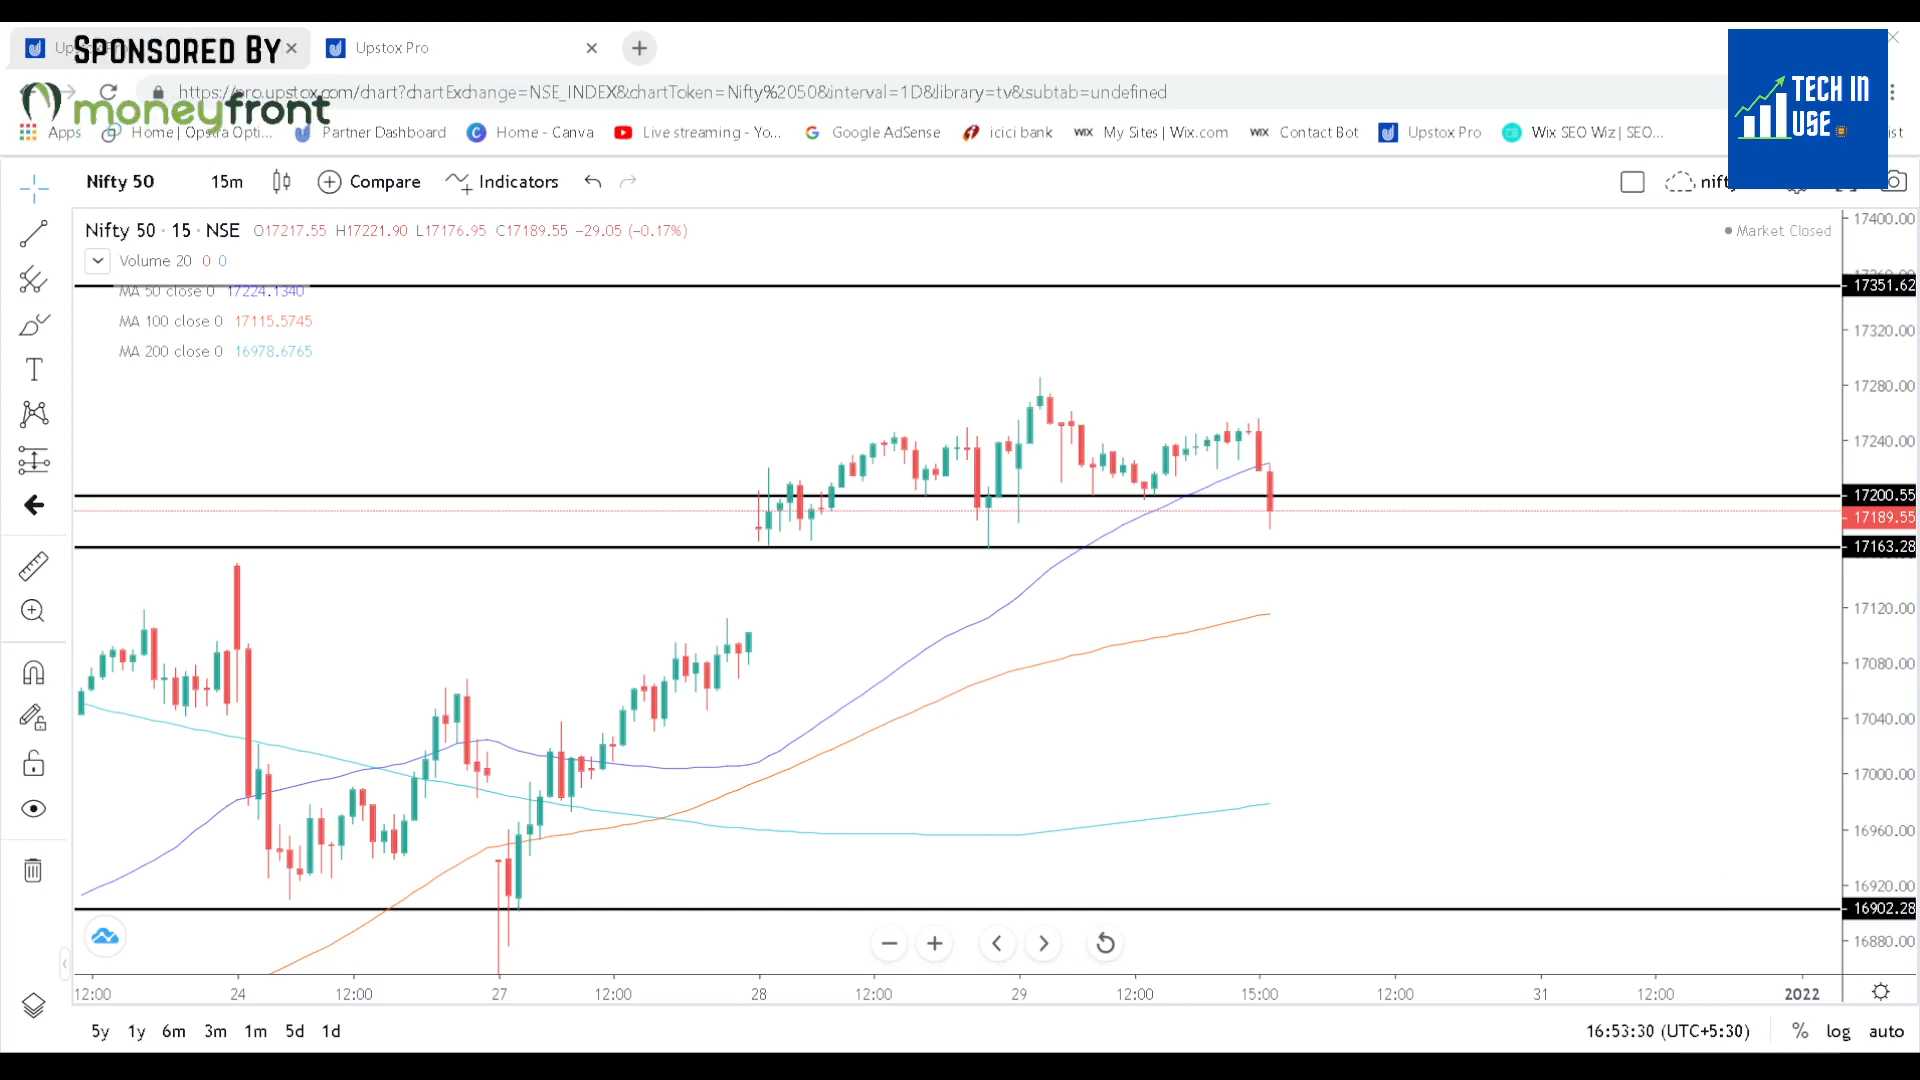 SPONSORED BY
Upstox Pro
moneyfront
https://pro.upstox.com/chart?chartExchange=NSE_INDEX&chartToken=Nifty%2050&interval=1D&library=tv&subtab=undefined
TECH IN
USE
Apps Home | Opstra Opti... Partner Dashboard Home - Canva Live streaming - Yo... Google AdSense icici bank WIX My Sites | Wix.com WIX Contact Bot Upstox Pro Wix SEO Wiz | SEO...
Nifty 50 15m Compare Indicators
Nifty 50 · 15 · NSE O17217.55 H17221.90 L17176.95 C17189.55 −29.05 (−0.17%)
Market Closed
Volume 20 0 0
MA 50 close 0 17224.1340
MA 100 close 0 17115.5745
MA 200 close 0 16978.6765
17400.00
17351.62
17320.00
17280.00
17240.00
17200.55
17189.55
17163.28
17120.00
17080.00
17040.00
17000.00
16960.00
16920.00
16902.28
16880.00
12:00 24 12:00 27 12:00 28 12:00 29 12:00 15:00 12:00 31 12:00 2022
5y 1y 6m 3m 1m 5d 1d
16:53:30 (UTC+5:30) % log auto